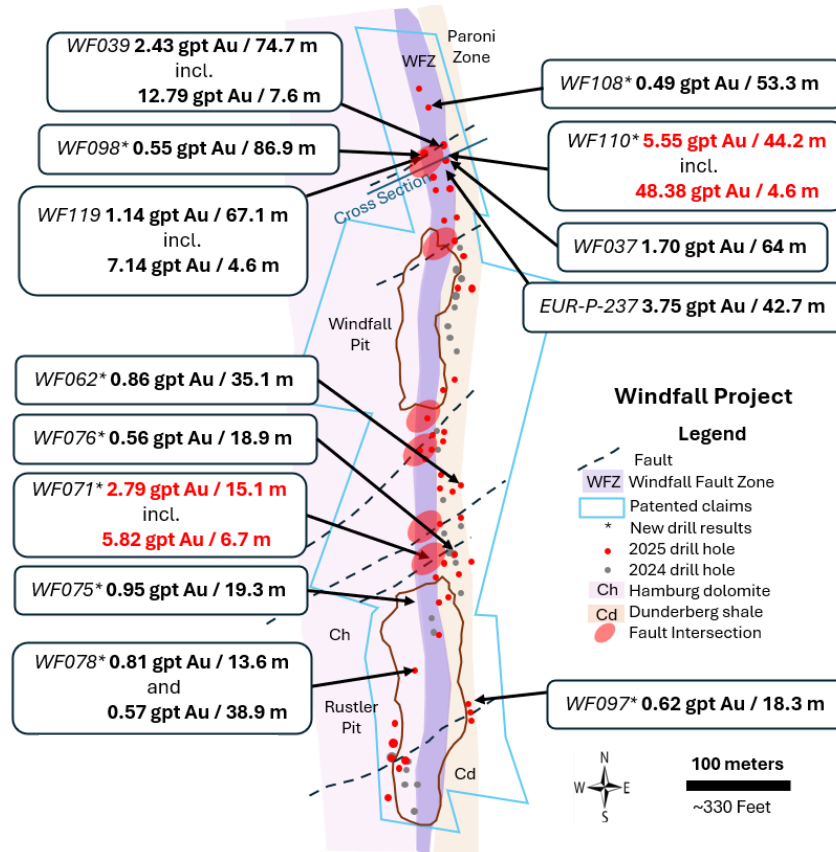 WF039 2.43 gpt Au / 74.7 m
incl.
12.79 gpt Au / 7.6 m
WFZ
Paroni
Zone
WF108* 0.49 gpt Au / 53.3 m
WF098* 0.55 gpt Au / 86.9 m
WF110* 5.55 gpt Au / 44.2 m
incl.
48.38 gpt Au / 4.6 m
Cross Section
WF119 1.14 gpt Au / 67.1 m
incl.
7.14 gpt Au / 4.6 m
WF037 1.70 gpt Au / 64 m
EUR-P-237 3.75 gpt Au / 42.7 m
Windfall
Pit
WF062* 0.86 gpt Au / 35.1 m
WF076* 0.56 gpt Au / 18.9 m
WF071* 2.79 gpt Au / 15.1 m
incl.
5.82 gpt Au / 6.7 m
WF075* 0.95 gpt Au / 19.3 m
Ch
WF078* 0.81 gpt Au / 13.6 m
and
0.57 gpt Au / 38.9 m
Rustler
Pit
Cd
WF097* 0.62 gpt Au / 18.3 m
Windfall Project
Legend
Fault
WFZ Windfall Fault Zone
Patented claims
* New drill results
2025 drill hole
2024 drill hole
Ch Hamburg dolomite
Cd Dunderberg shale
Fault Intersection
N
W E
S
100 meters
~330 Feet